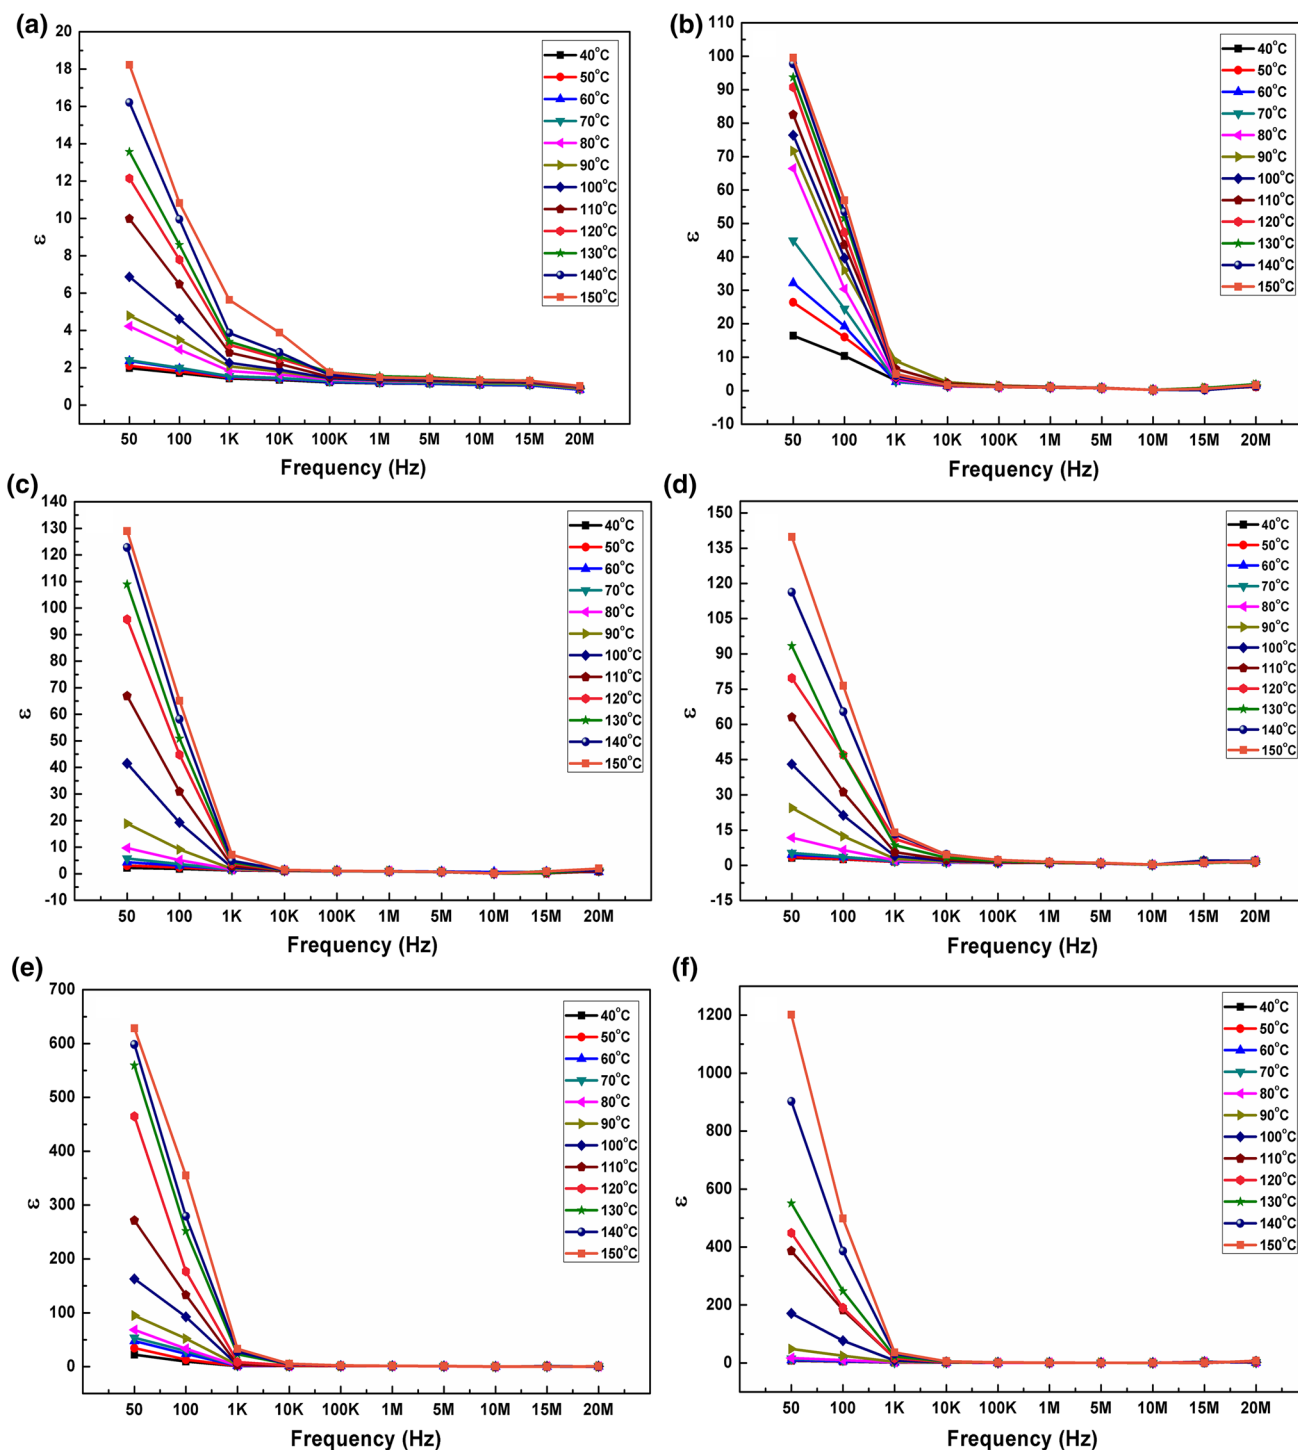 (a)
20
18
16
14
12
10
8
6
4
2
0
ε
50 100 1K 10K 100K 1M 5M 10M 15M 20M
Frequency (Hz)
40°C
50°C
60°C
70°C
80°C
90°C
100°C
110°C
120°C
130°C
140°C
150°C
(b)
110
100
90
80
70
60
50
40
30
20
10
0
-10
ε
50 100 1K 10K 100K 1M 5M 10M 15M 20M
Frequency (Hz)
40°C
50°C
60°C
70°C
80°C
90°C
100°C
110°C
120°C
130°C
140°C
150°C
(c)
140
130
120
110
100
90
80
70
60
50
40
30
20
10
0
-10
ε
50 100 1K 10K 100K 1M 5M 10M 15M 20M
Frequency (Hz)
40°C
50°C
60°C
70°C
80°C
90°C
100°C
110°C
120°C
130°C
140°C
150°C
(d)
150
135
120
105
90
75
60
45
30
15
0
-15
ε
50 100 1K 10K 100K 1M 5M 10M 15M 20M
Frequency (Hz)
40°C
50°C
60°C
70°C
80°C
90°C
100°C
110°C
120°C
130°C
140°C
150°C
(e)
700
600
500
400
300
200
100
0
ε
50 100 1K 10K 100K 1M 5M 10M 15M 20M
Frequency (Hz)
40°C
50°C
60°C
70°C
80°C
90°C
100°C
110°C
120°C
130°C
140°C
150°C
(f)
1200
1000
800
600
400
200
0
ε
50 100 1K 10K 100K 1M 5M 10M 15M 20M
Frequency (Hz)
40°C
50°C
60°C
70°C
80°C
90°C
100°C
110°C
120°C
130°C
140°C
150°C